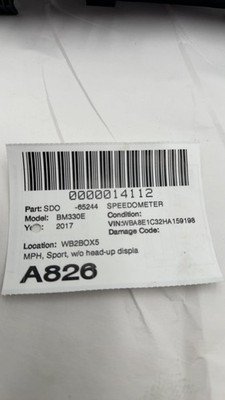 0000014112
Part: SDO -65244 SPEEDOMETER
Model: BM330E Condition:
Year: 2017 VIN:WBA8E1C32HA159198
Damage Code:
Location: WB2BOX5
MPH, Sport, w/o head-up displa
A826